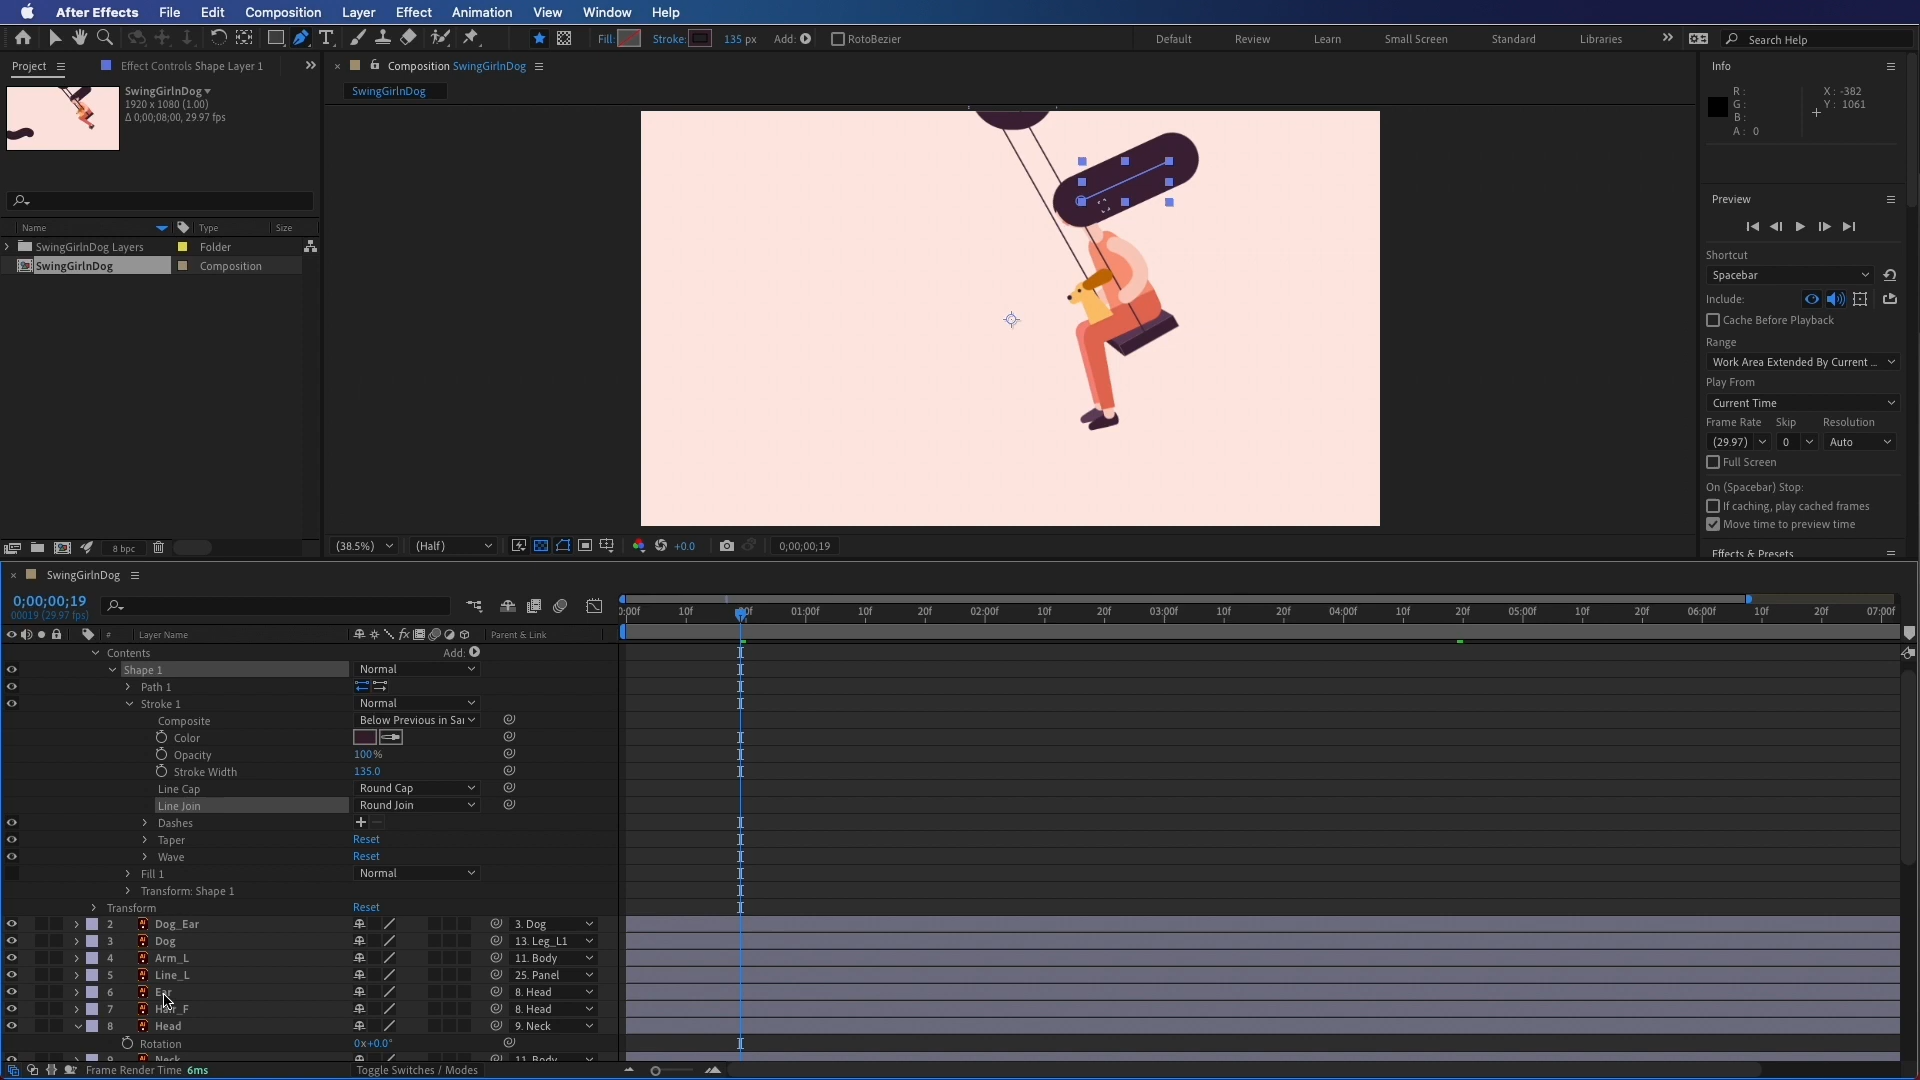 After Effects File Edit Composition Layer Effect Animation View Window Help
Fill: Stroke: 135 px Add: RotoBezier Default Review Learn Small Screen Standard Libraries Search Help
Project Effect Controls Shape Layer 1
SwingGirlnDog
1920 x 1080 (1.00)
Δ 0;00;08;00, 29.97 fps
Name Type Size
SwingGirlnDog Layers Folder
SwingGirlnDog Composition
8 bpc
Composition SwingGirlnDog
SwingGirlnDog
(38.5%) (Half) +0.0 0;00;00;19
Info
R: X: -382
G: Y: 1061
B:
A: 0
Preview
Shortcut
Spacebar
Include:
Cache Before Playback
Range
Work Area Extended By Current ...
Play From
Current Time
Frame Rate Skip Resolution
(29.97) 0 Auto
Full Screen
On (Spacebar) Stop:
If caching, play cached frames
Move time to preview time
Effects & Presets
SwingGirlnDog
0;00;00;19
00019 (29.97 fps)
0:00f 10f 20f 01:00f 10f 20f 02:00f 10f 20f 03:00f 10f 20f 04:00f 10f 20f 05:00f 10f 20f 06:00f 10f 20f 07:00f
# Layer Name Parent & Link
Contents Add:
Shape 1 Normal
Path 1
Stroke 1 Normal
Composite Below Previous in Sa
Color
Opacity 100%
Stroke Width 135.0
Line Cap Round Cap
Line Join Round Join
Dashes
Taper Reset
Wave Reset
Fill 1 Normal
Transform: Shape 1
Transform Reset
2 Dog_Ear 3. Dog
3 Dog 13. Leg_L1
4 Arm_L 11. Body
5 Line_L 25. Panel
6 Ear 8. Head
7 Hair_F 8. Head
8 Head 9. Neck
Rotation 0x+0.0°
9 Neck 11. Body
Frame Render Time 6ms Toggle Switches / Modes